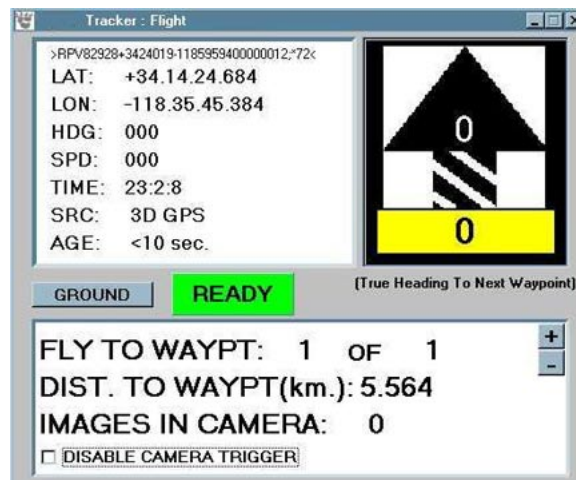 Tracker : Flight
>RPV82928+3424019-1185959400000012;*72<
LAT: +34.14.24.684
LON: -118.35.45.384
HDG: 000
SPD: 000
TIME: 23:2:8
SRC: 3D GPS
AGE: <10 sec.
0
0
(True Heading To Next Waypoint)
GROUND
READY
FLY TO WAYPT: 1 OF 1
DIST. TO WAYPT(km.): 5.564
IMAGES IN CAMERA: 0
DISABLE CAMERA TRIGGER
+
-